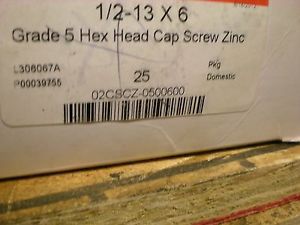 1/2-13 X 6
Grade 5 Hex Head Cap Screw Zinc
L306067A
Pkg
P00039755
25
Domestic
02CSCZ-0500600